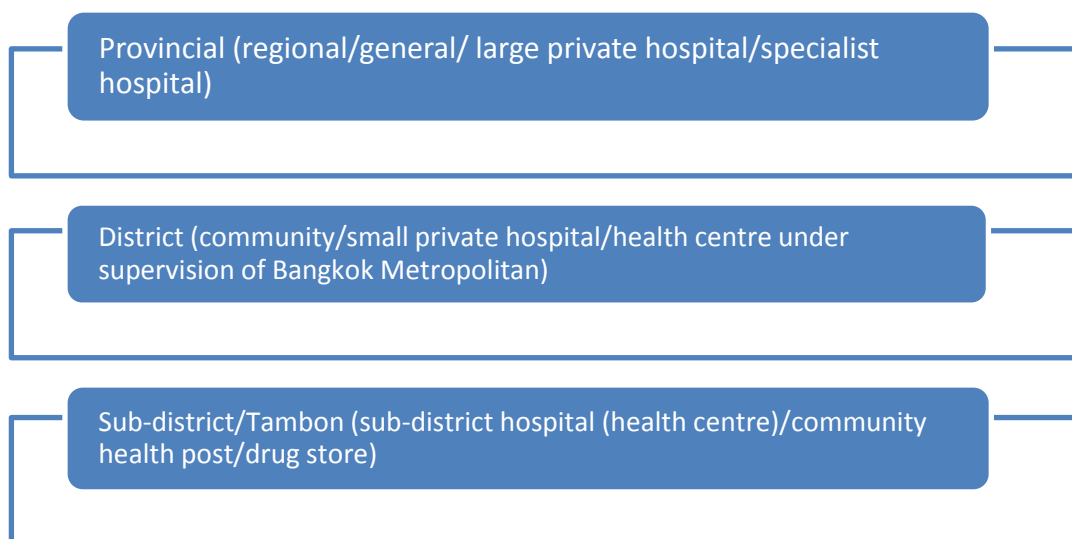 Provincial (regional/general/ large private hospital/specialist
hospital)
District (community/small private hospital/health centre under
supervision of Bangkok Metropolitan)
Sub-district/Tambon (sub-district hospital (health centre)/community
health post/drug store)